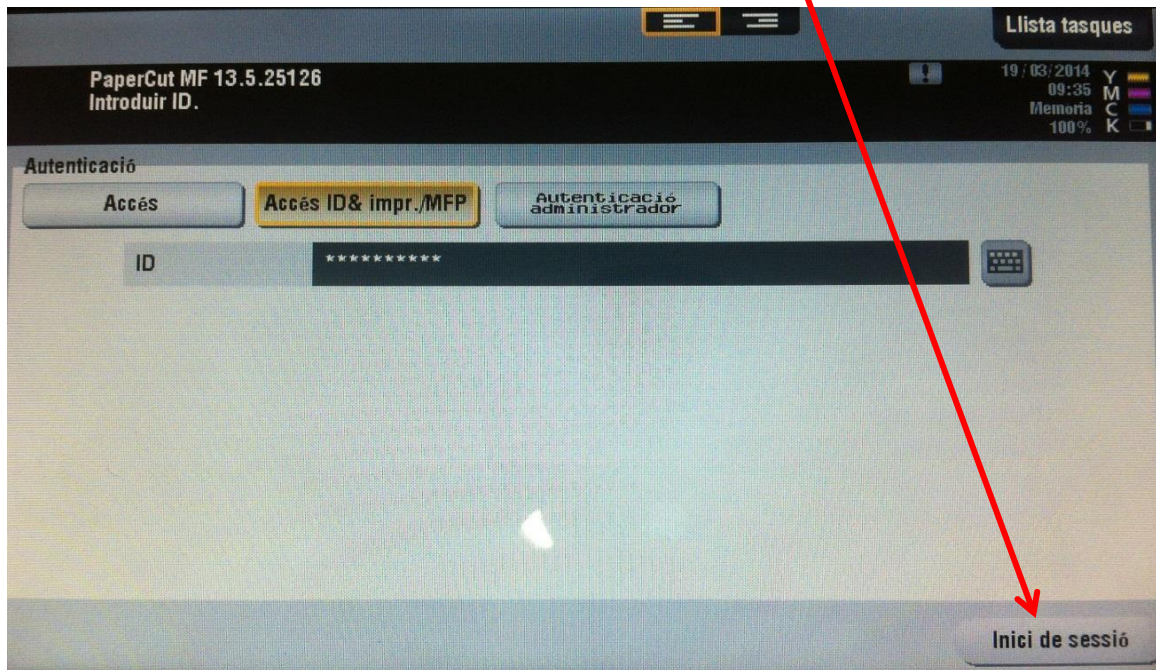 Llista tasques
PaperCut MF 13.5.25126
Introduir ID.
19/03/2014
09:35
Memoria
100%
Y
M
C
K
Autenticació
Accés
Accés ID& impr./MFP
Autenticació
administrador
ID
**********
Inici de sessió